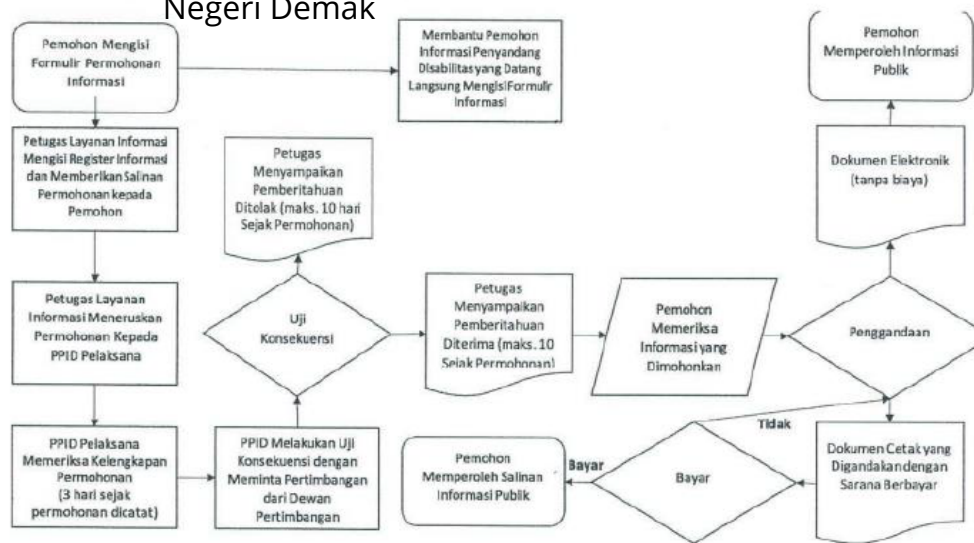 Negeri Demak
Pemohon Mengisi
Formulir Permohonan
Informasi
Membantu Pemohon
Informasi Penyandang
Disabilitas yang Datang
Langsung Mengisi Formulir
Informasi
Pemohon
Memperoleh Informasi
Publik
Petugas Layanan Informasi
Mengisi Register Informasi
dan Memberikan Salinan
Permohonan kepada
Pemohon
Petugas
Menyampaikan
Pemberitahuan
Ditolak (maks. 10 hari
Sejak Permohonan)
Dokumen Elektronik
(tanpa biaya)
Petugas Layanan
Informasi Meneruskan
Permohonan Kepada
PPID Pelaksana
Uji
Konsekuensi
Petugas
Menyampaikan
Pemberitahuan
Diterima (maks. 10
Sejak Permohonan)
Pemohon
Memeriksa
Informasi yang
Dimohonkan
Penggandaan
PPID Pelaksana
Memeriksa Kelengkapan
Permohonan
(3 hari sejak
permohonan dicatat)
PPID Melakukan Uji
Konsekuensi dengan
Meminta Pertimbangan
dari Dewan
Pertimbangan
Pemohon
Memperoleh Salinan
Informasi Publik
Bayar
Bayar
Tidak
Dokumen Cetak yang
Digandakan dengan
Sarana Berbayar